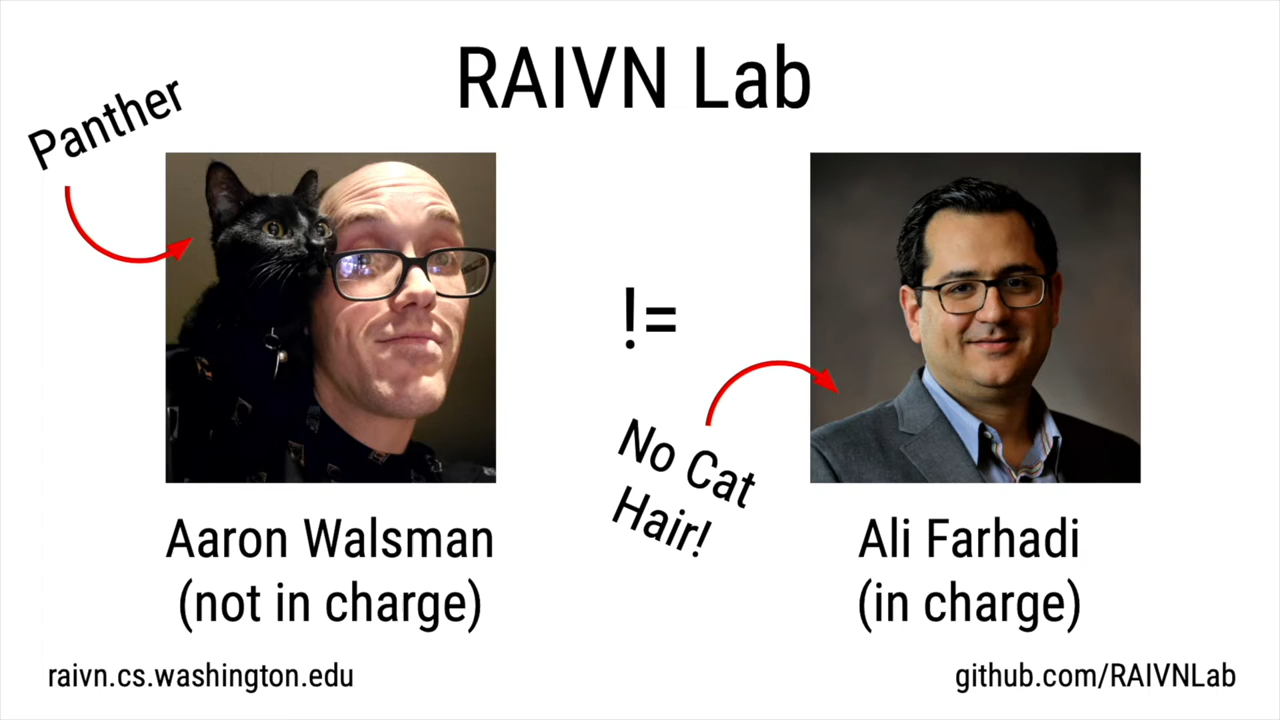 RAIVN Lab
Panther
!=
No Cat
Hair!
Aaron Walsman
(not in charge)
Ali Farhadi
(in charge)
raivn.cs.washington.edu
github.com/RAIVNLab